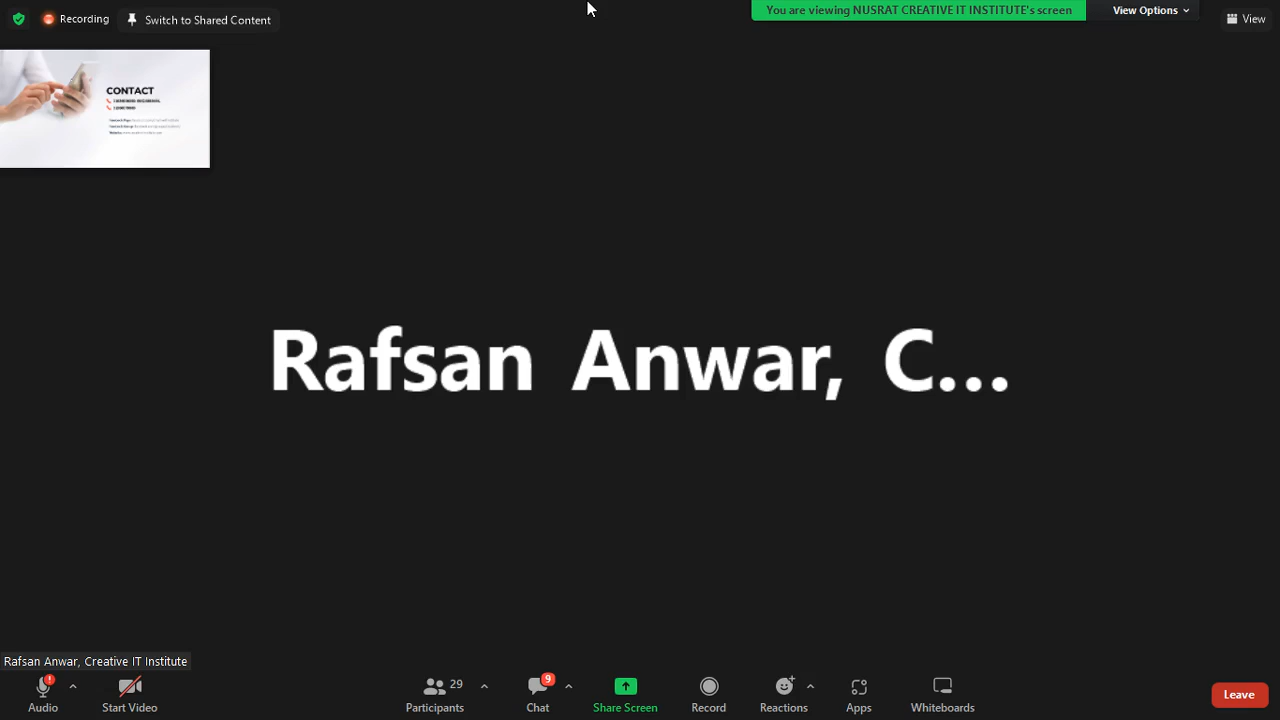 Recording
Switch to Shared Content
You are viewing NUSRAT CREATIVE IT INSTITUTE's screen
View Options
View
CONTACT
Rafsan Anwar, C...
Rafsan Anwar, Creative IT Institute
Audio
Start Video
29
Participants
9
Chat
Share Screen
Record
Reactions
Apps
Whiteboards
Leave